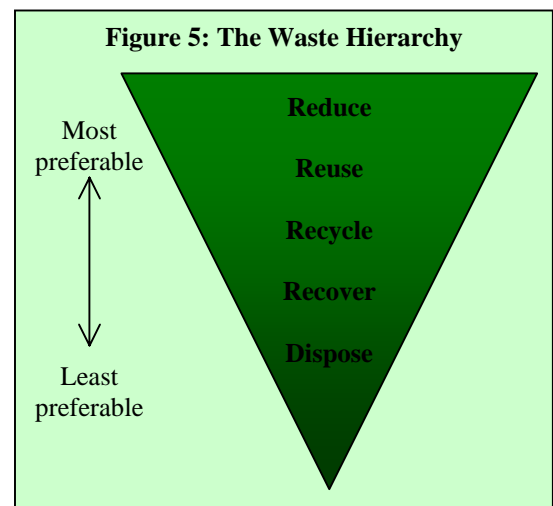 Figure 5: The Waste Hierarchy
Most
preferable
Least
preferable
Reduce
Reuse
Recycle
Recover
Dispose